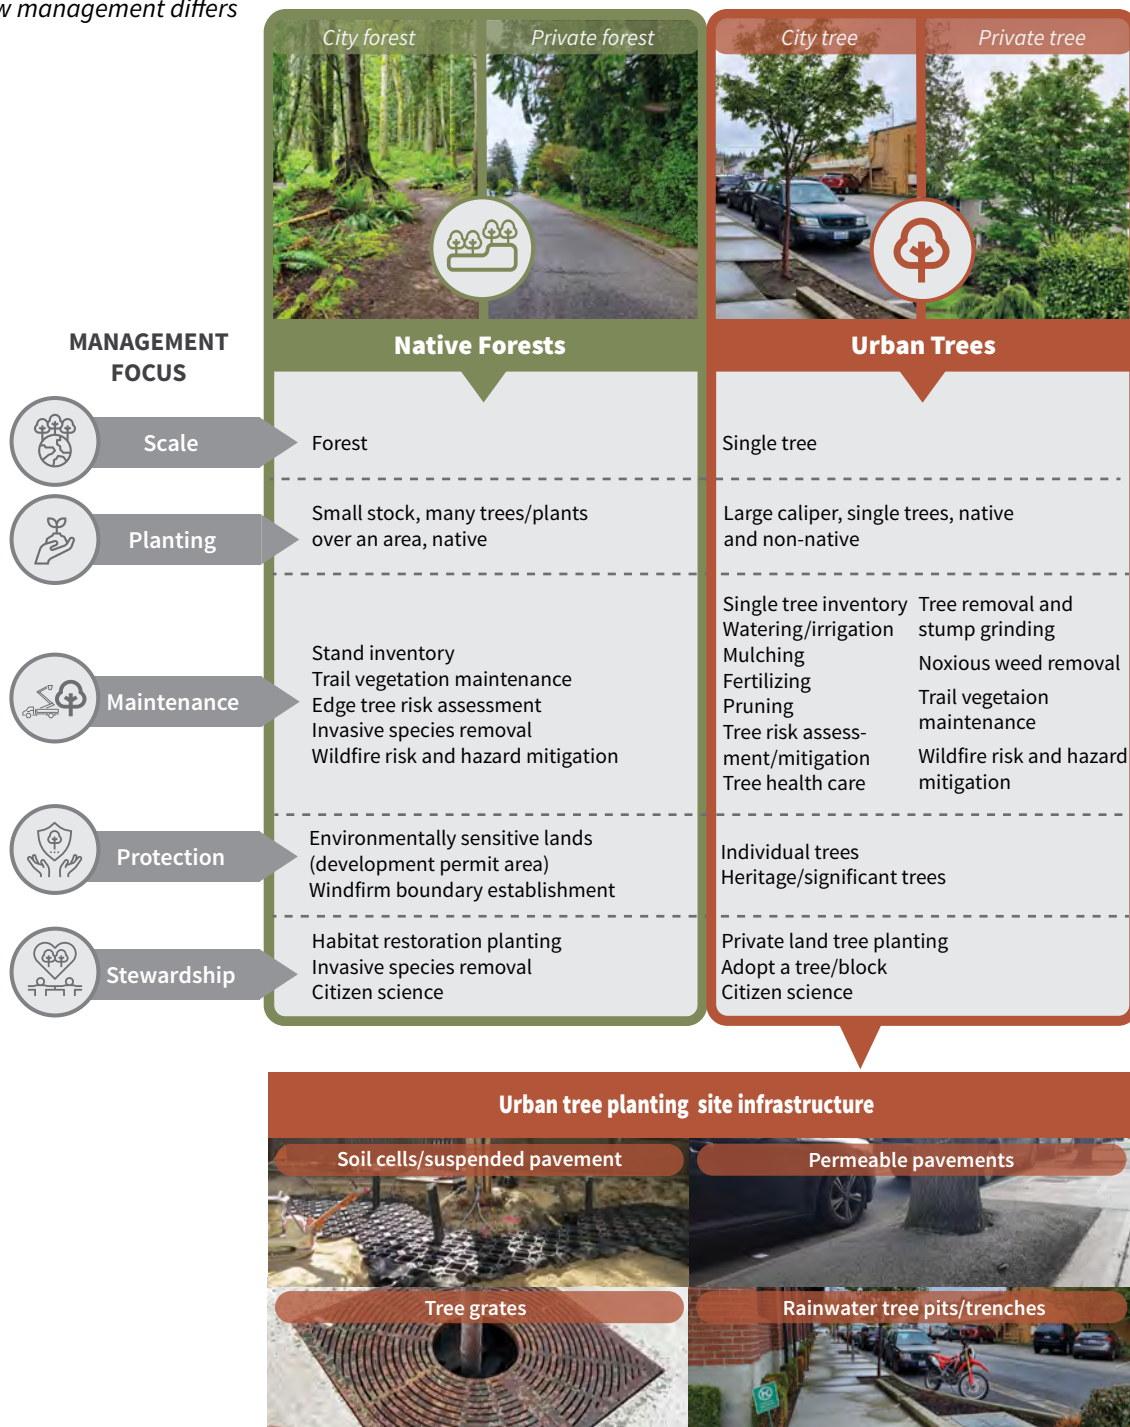 management differs
City forest
Private forest
City tree
Private tree
MANAGEMENT
FOCUS
Native Forests
Urban Trees
Scale
Forest
Single tree
Planting
Small stock, many trees/plants
over an area, native
Large caliper, single trees, native
and non-native
Maintenance
Stand inventory
Trail vegetation maintenance
Edge tree risk assessment
Invasive species removal
Wildfire risk and hazard mitigation
Single tree inventory
Watering/irrigation
Mulching
Fertilizing
Pruning
Tree risk assess-
ment/mitigation
Tree health care
Tree removal and
stump grinding
Noxious weed removal
Trail vegetaion
maintenance
Wildfire risk and hazard
mitigation
Protection
Environmentally sensitive lands
(development permit area)
Windfirm boundary establishment
Individual trees
Heritage/significant trees
Stewardship
Habitat restoration planting
Invasive species removal
Citizen science
Private land tree planting
Adopt a tree/block
Citizen science
Urban tree planting site infrastructure
Soil cells/suspended pavement
Permeable pavements
Tree grates
Rainwater tree pits/trenches